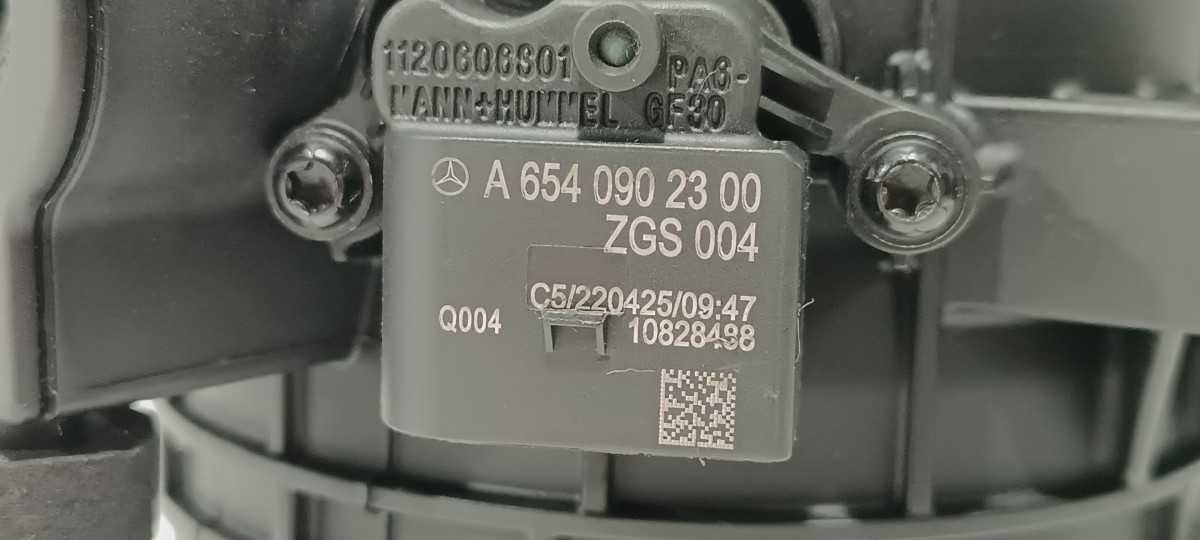 1120606S01 PA6-
MANN+HUMMEL GF30
A 654 090 23 00
ZGS 004
C5/220425/09:47
Q004 10828488